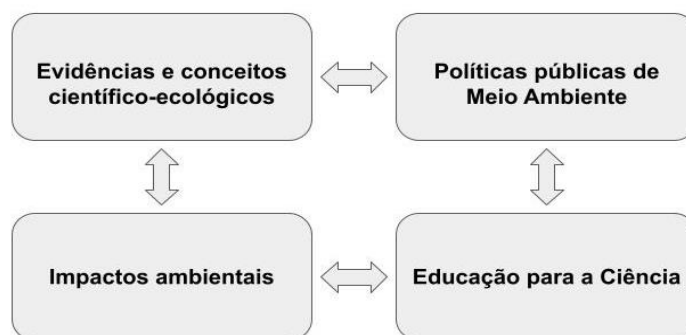 Evidências e conceitos
científico-ecológicos
Políticas públicas de
Meio Ambiente
Impactos ambientais
Educação para a Ciência